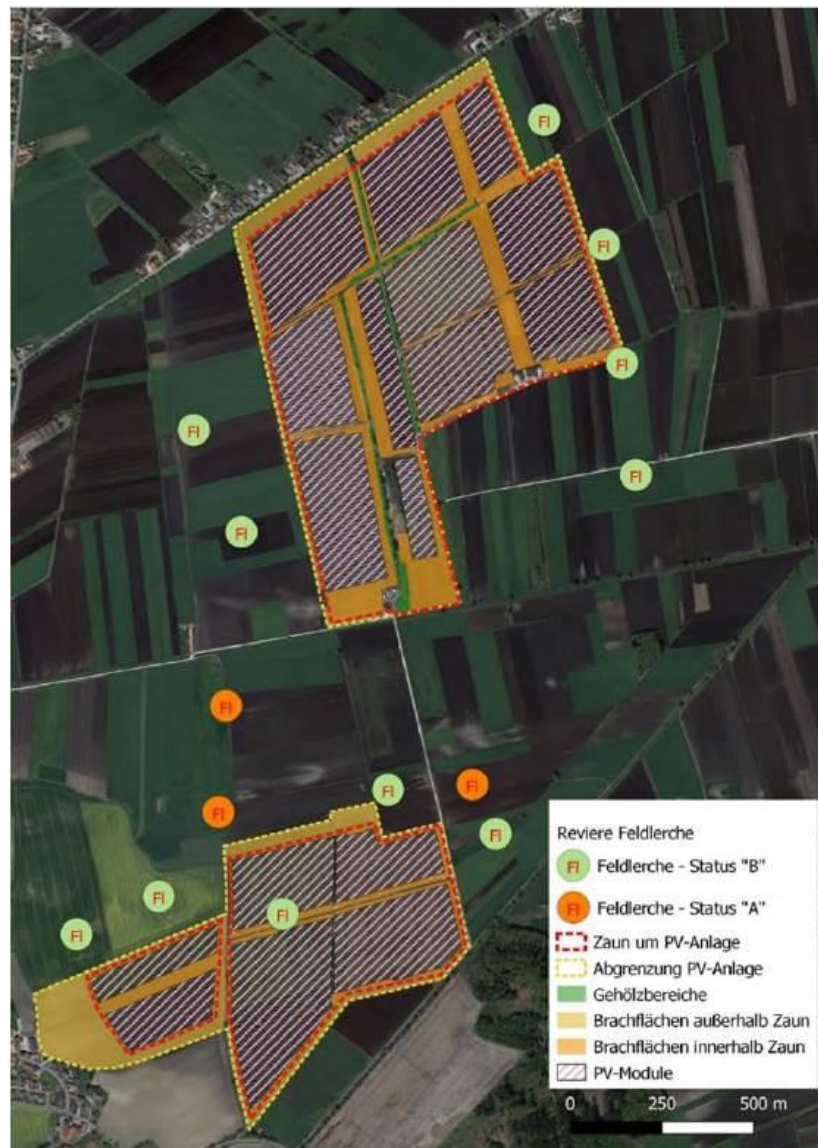 Fl
Fl
Fl
Fl
Fl
Fl
Fl
Fl
Fl
Fl
Fl
Fl
Fl
Fl
Reviere Feldlerche
Fl Feldlerche - Status "B"
Fl Feldlerche - Status "A"
Zaun um PV-Anlage
Abgrenzung PV-Anlage
Gehölzbereiche
Brachflächen außerhalb Zaun
Brachflächen innerhalb Zaun
PV-Module
0 250 500 m